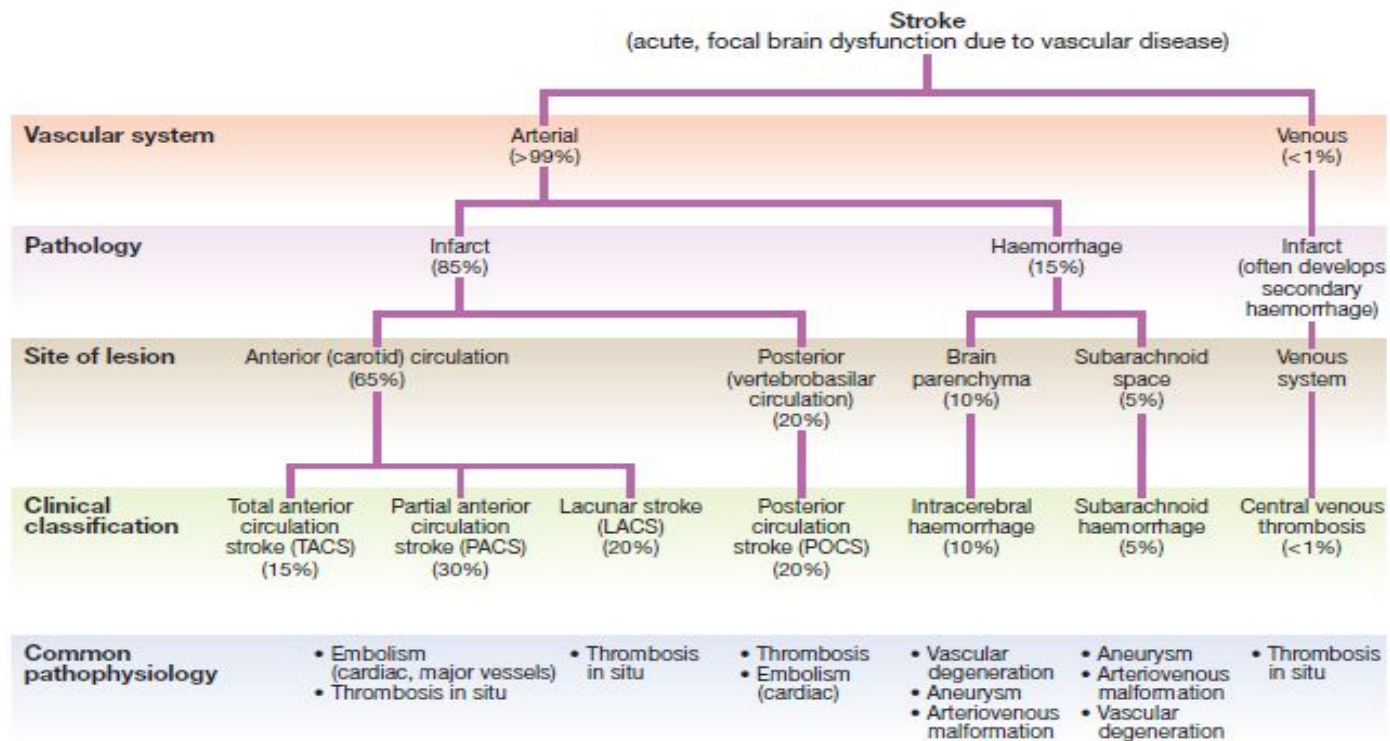 Stroke
(acute, focal brain dysfunction due to vascular disease)
Vascular system
Arterial
(>99%)
Venous
(<1%)
Pathology
Infarct
(85%)
Haemorrhage
(15%)
Infarct
(often develops
secondary
haemorrhage)
Site of lesion
Anterior (carotid) circulation
(65%)
Posterior
(vertebrobasilar
circulation)
(20%)
Brain
parenchyma
(10%)
Subarachnoid
space
(5%)
Venous
system
Clinical
classification
Total anterior
circulation
stroke (TACS)
(15%)
Partial anterior
circulation
stroke (PACS)
(30%)
Lacunar stroke
(LACS)
(20%)
Posterior
circulation
stroke (POCS)
(20%)
Intracerebral
haemorrhage
(10%)
Subarachnoid
haemorrhage
(5%)
Central venous
thrombosis
(<1%)
Common
pathophysiology
• Embolism
(cardiac, major vessels)
• Thrombosis in situ
• Thrombosis
in situ
• Thrombosis
• Embolism
(cardiac)
• Vascular
degeneration
• Aneurysm
• Arteriovenous
malformation
• Aneurysm
• Arteriovenous
malformation
• Vascular
degeneration
• Thrombosis
in situ